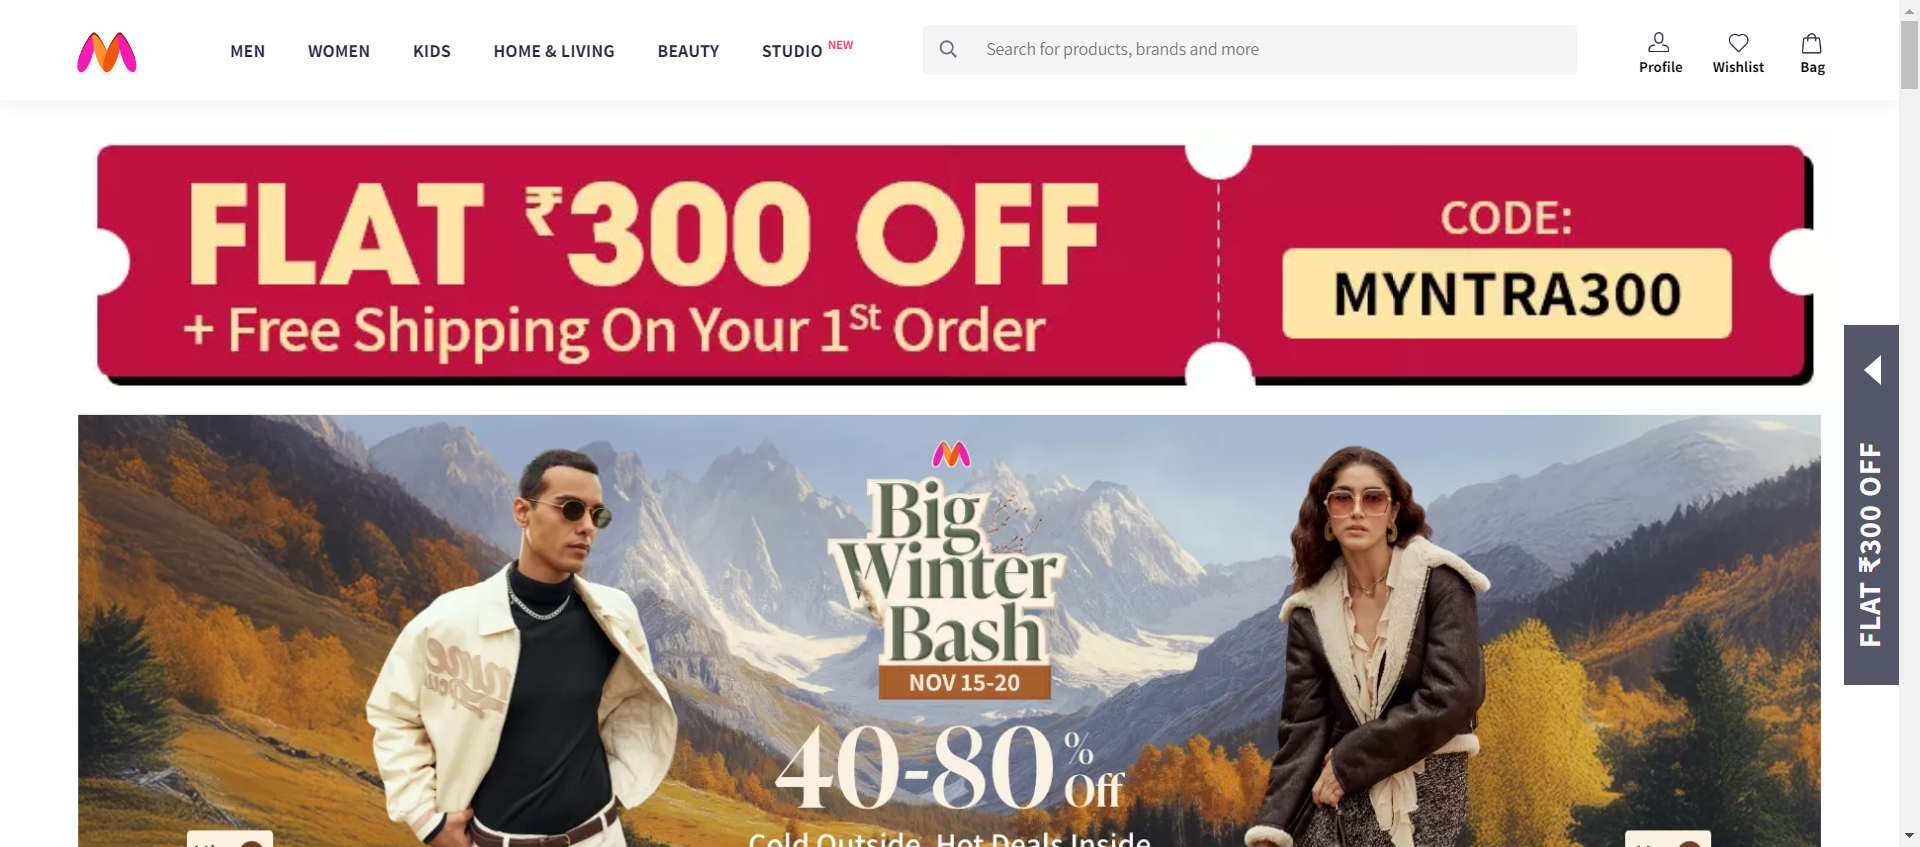 MEN WOMEN KIDS HOME & LIVING BEAUTY STUDIO NEW
Search for products, brands and more
Profile Wishlist Bag
FLAT ₹300 OFF
+ Free Shipping On Your 1st Order
CODE:
MYNTRA300
FLAT ₹300 OFF
Big
Winter
Bash
NOV 15-20
40-80% Off
Cold Outside, Hot Deals Inside